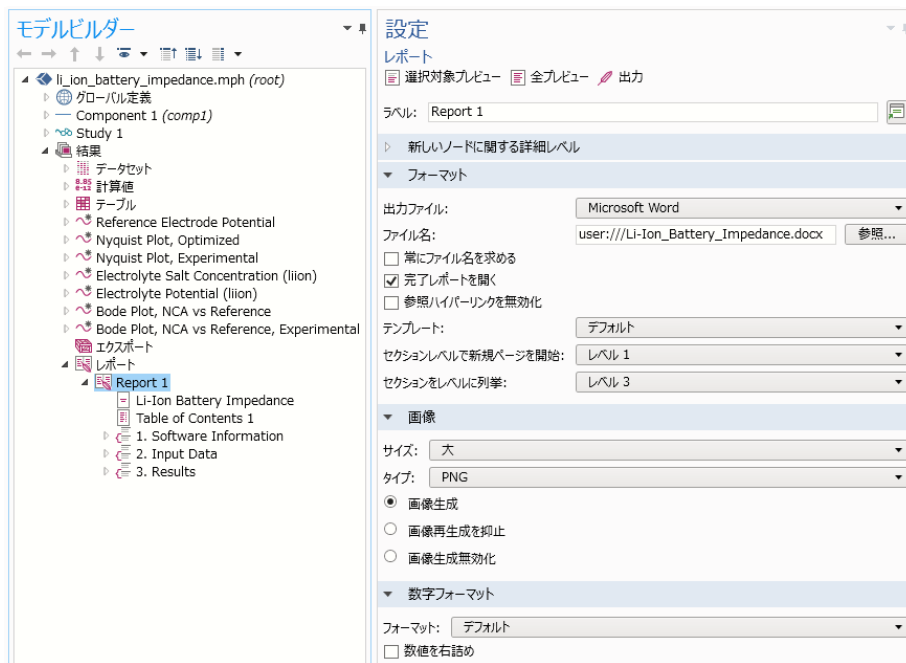 モデルビルダー
li_ion_battery_impedance.mph (root)
グローバル定義
Component 1 (comp1)
Study 1
結果
データセット
8.85
e-12
計算値
テーブル
Reference Electrode Potential
Nyquist Plot, Optimized
Nyquist Plot, Experimental
Electrolyte Salt Concentration (liion)
Electrolyte Potential (liion)
Bode Plot, NCA vs Reference
Bode Plot, NCA vs Reference, Experimental
エクスポート
レポート
Report 1
Li-Ion Battery Impedance
Table of Contents 1
1. Software Information
2. Input Data
3. Results
設定
レポート
選択対象プレビュー 全プレビュー 出力
ラベル: Report 1
新しいノードに関する詳細レベル
フォーマット
出力ファイル: Microsoft Word
ファイル名: user:///Li-Ion_Battery_Impedance.docx 参照...
常にファイル名を求める
完了レポートを開く
参照ハイパーリンクを無効化
テンプレート: デフォルト
セクションレベルで新規ページを開始: レベル 1
セクションをレベルに列挙: レベル 3
画像
サイズ: 大
タイプ: PNG
画像生成
画像再生成を抑止
画像生成無効化
数字フォーマット
フォーマット: デフォルト
数値を右詰め